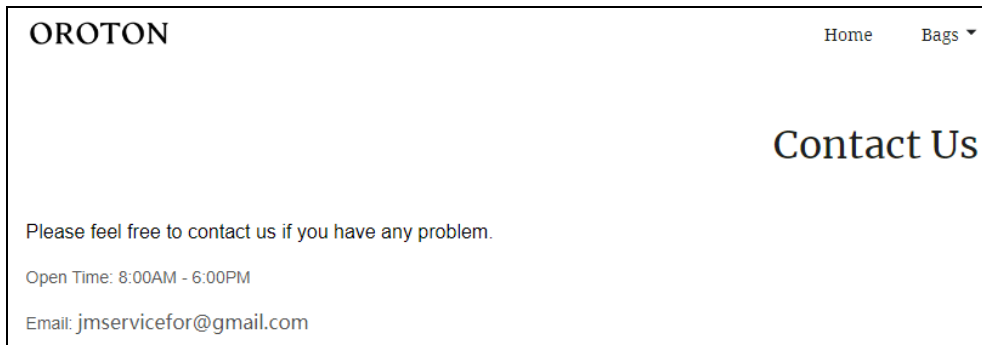 OROTON Home Bags
Contact Us
Please feel free to contact us if you have any problem.
Open Time: 8:00AM - 6:00PM
Email: jmservicefor@gmail.com